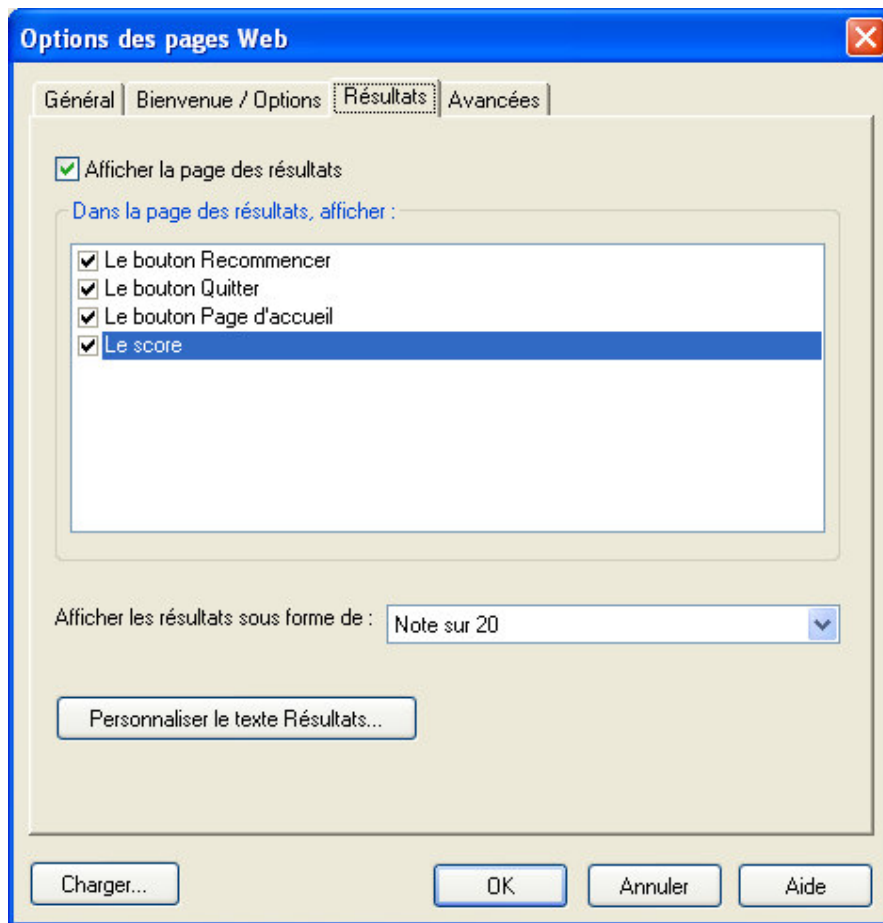 Options des pages Web
Général Bienvenue / Options Résultats Avancées
Afficher la page des résultats
Dans la page des résultats, afficher :
Le bouton Recommencer
Le bouton Quitter
Le bouton Page d'accueil
Le score
Afficher les résultats sous forme de : Note sur 20
Personnaliser le texte Résultats...
Charger... OK Annuler Aide